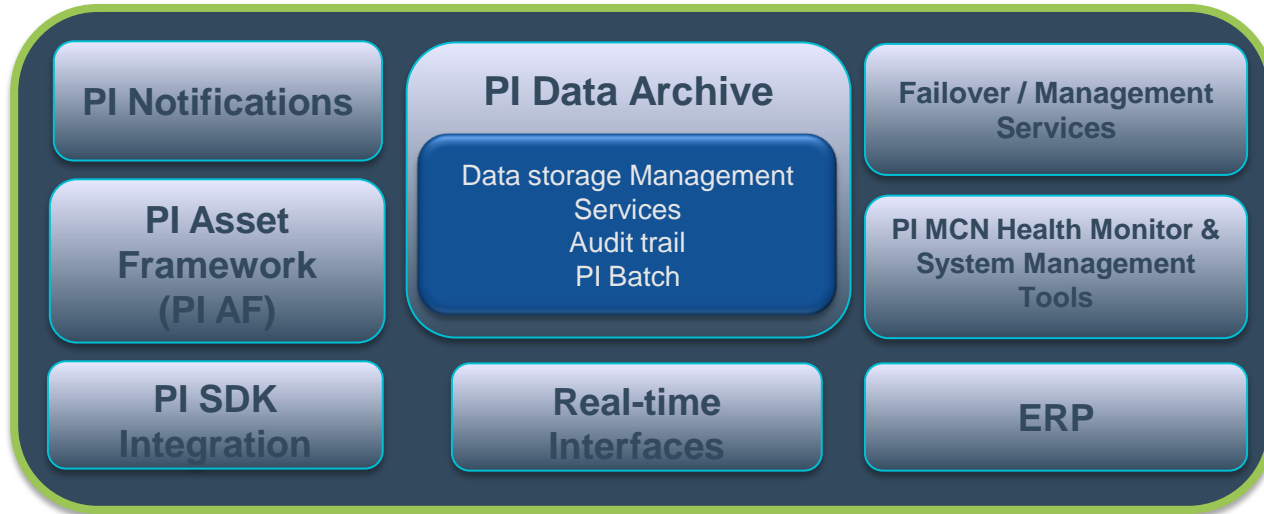 PI Notifications
PI Asset
Framework
(PI AF)
PI SDK
Integration
PI Data Archive
Data storage Management
Services
Audit trail
PI Batch
Real-time
Interfaces
Failover / Management
Services
PI MCN Health Monitor &
System Management
Tools
ERP